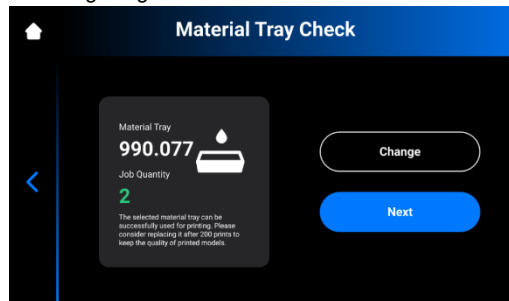 Material Tray Check
Material Tray
990.077
Job Quantity
2
The selected material tray can be
successfully used for printing. Please
consider replacing it after 200 prints to
keep the quality of printed models.
Change
Next